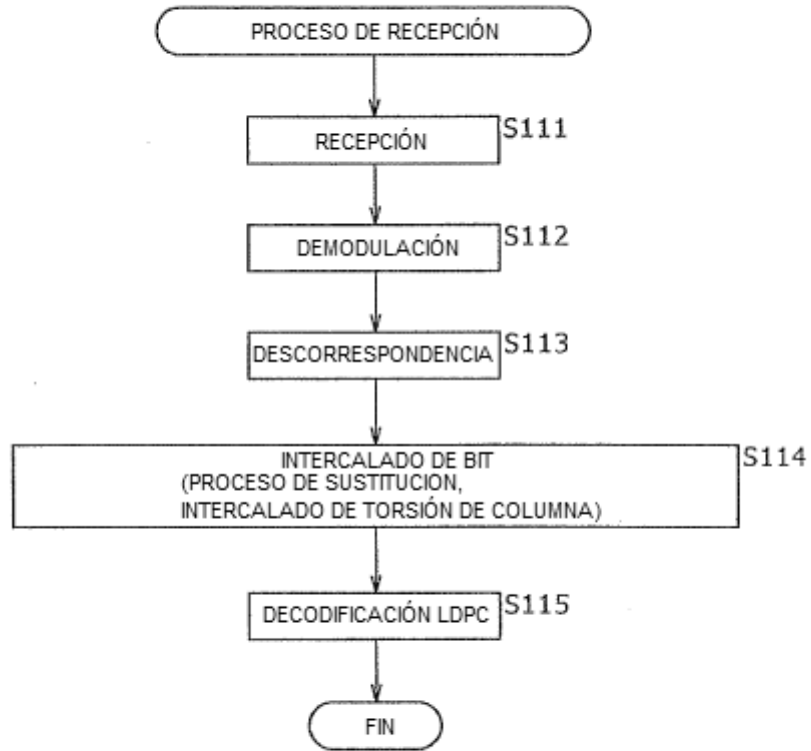 PROCESO DE RECEPCIÓN
RECEPCIÓN
S111
DEMODULACIÓN
S112
DESCORRESPONDENCIA
S113
INTERCALADO DE BIT
(PROCESO DE SUSTITUCION,
INTERCALADO DE TORSIÓN DE COLUMNA)
S114
DECODIFICACIÓN LDPC
S115
FIN